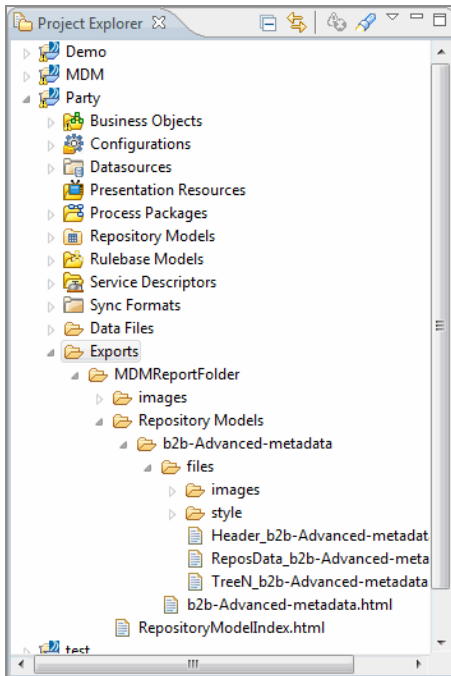 Project Explorer
Demo
MDM
Party
Business Objects
Configurations
Datasources
Presentation Resources
Process Packages
Repository Models
Rulebase Models
Service Descriptors
Sync Formats
Data Files
Exports
MDMReportFolder
images
Repository Models
b2b-Advanced-metadata
files
images
style
Header_b2b-Advanced-metadat
ReposData_b2b-Advanced-meta
TreeN_b2b-Advanced-metadata
b2b-Advanced-metadata.html
RepositoryModelIndex.html
test